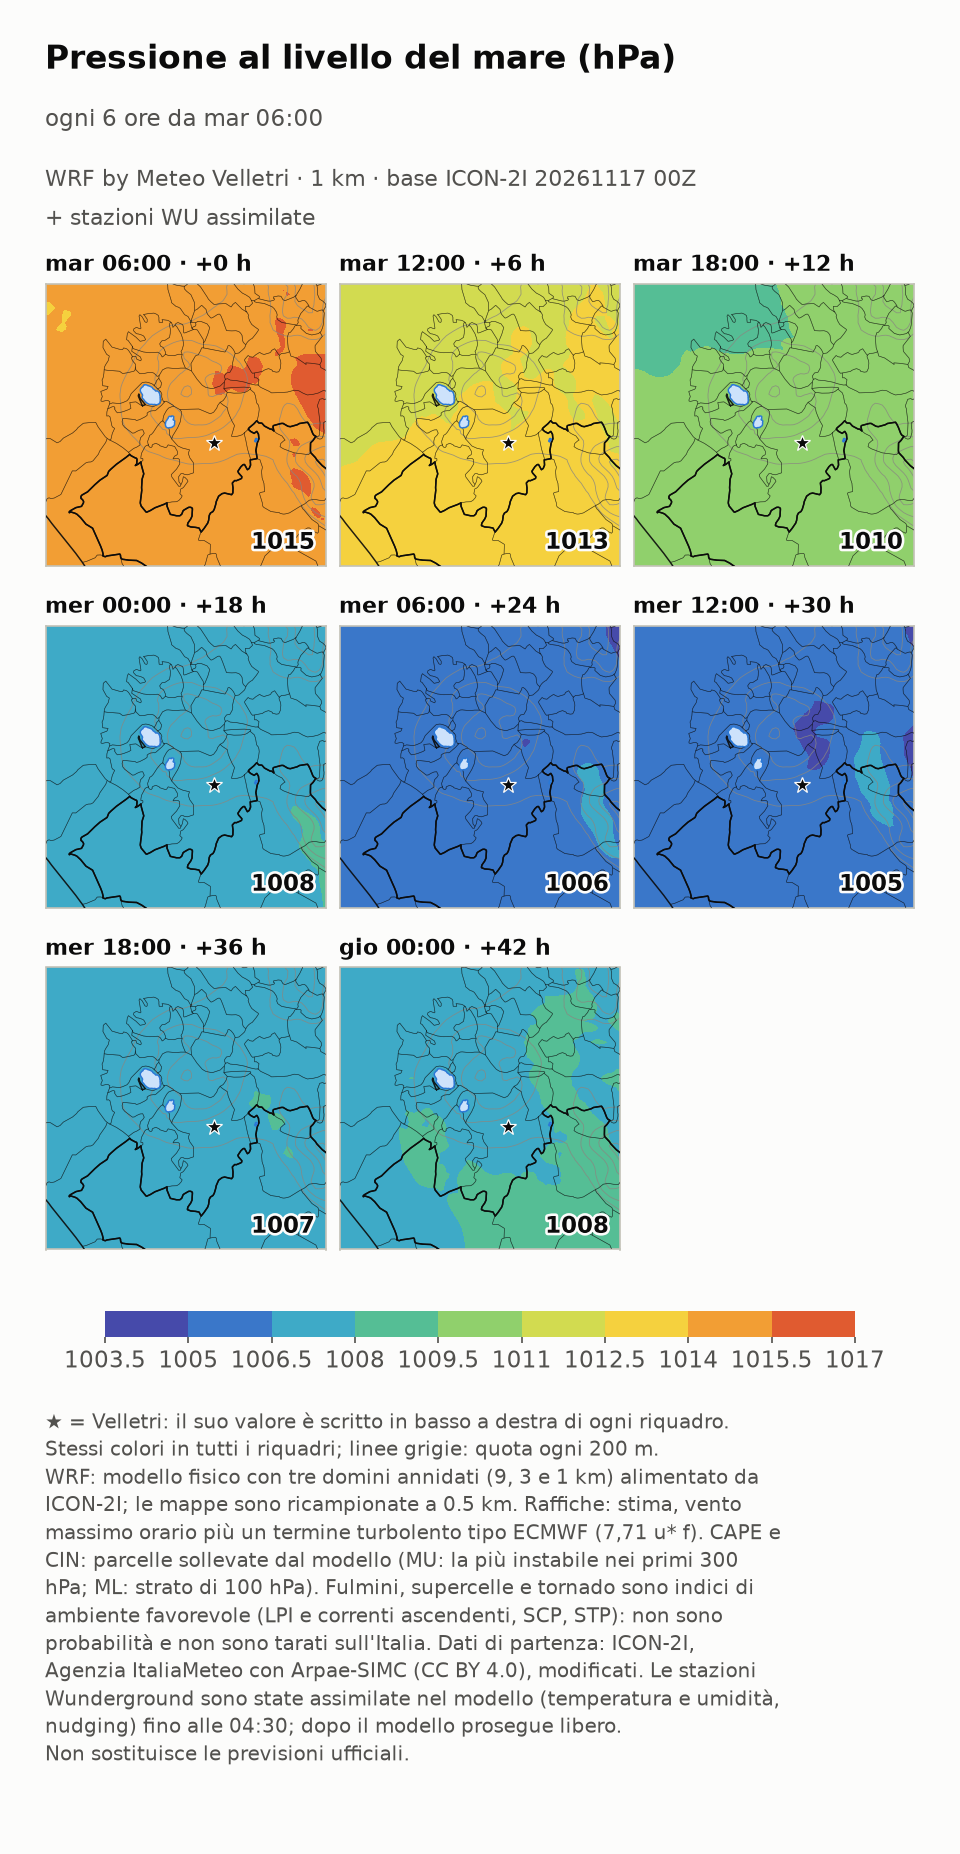 Pressione al livello del mare (hPa)
ogni 6 ore da mar 06:00
WRF by Meteo Velletri · 1 km · base ICON-2I 20261117 00Z
+ stazioni WU assimilate
mar 06:00 · +0 h
mar 12:00 · +6 h
mar 18:00 · +12 h
1015
1013
1010
mer 00:00 · +18 h
mer 06:00 · +24 h
mer 12:00 · +30 h
1008
1006
1005
mer 18:00 · +36 h
gio 00:00 · +42 h
1007
1008
1003.5 1005 1006.5 1008 1009.5 1011 1012.5 1014 1015.5 1017
★ = Velletri: il suo valore è scritto in basso a destra di ogni riquadro.
Stessi colori in tutti i riquadri; linee grigie: quota ogni 200 m.
WRF: modello fisico con tre domini annidati (9, 3 e 1 km) alimentato da
ICON-2I; le mappe sono ricampionate a 0.5 km. Raffiche: stima, vento
massimo orario più un termine turbolento tipo ECMWF (7,71 u* f). CAPE e
CIN: parcelle sollevate dal modello (MU: la più instabile nei primi 300
hPa; ML: strato di 100 hPa). Fulmini, supercelle e tornado sono indici di
ambiente favorevole (LPI e correnti ascendenti, SCP, STP): non sono
probabilità e non sono tarati sull'Italia. Dati di partenza: ICON-2I,
Agenzia ItaliaMeteo con Arpae-SIMC (CC BY 4.0), modificati. Le stazioni
Wunderground sono state assimilate nel modello (temperatura e umidità,
nudging) fino alle 04:30; dopo il modello prosegue libero.
Non sostituisce le previsioni ufficiali.